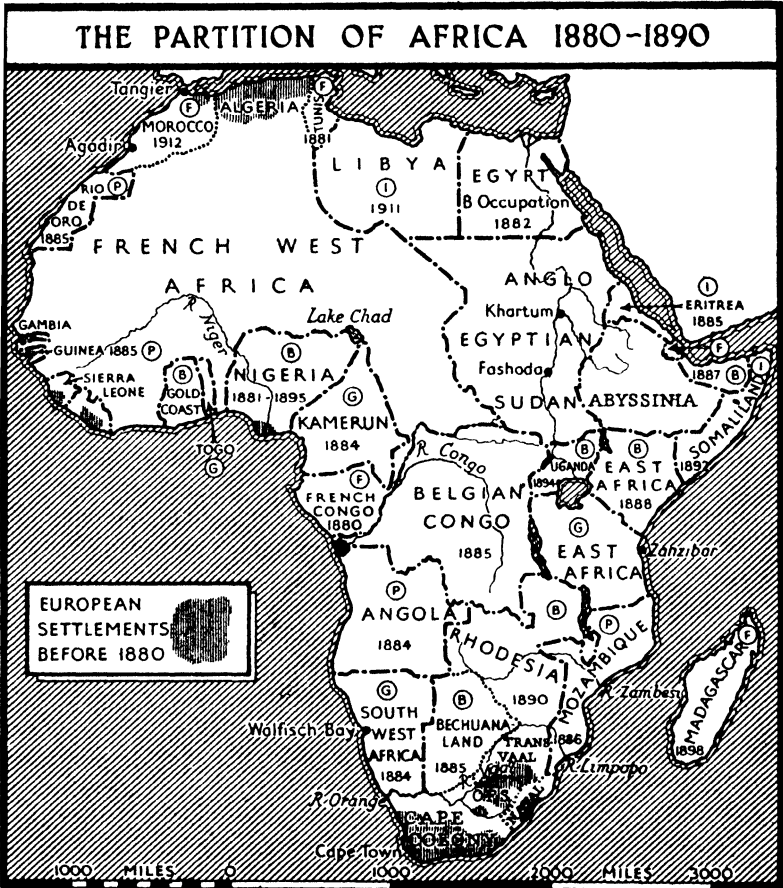 THE PARTITION OF AFRICA 1880-1890
Tangier
F
ALGERIA
F
TUNIS
1881
MOROCCO
1912
Agadir
LIBYA
I
1911
EGYPT
B Occupation
1882
RIO
P
DE
ORO
1885
FRENCH WEST
AFRICA
ANGLO
EGYPTIAN
SUDAN
Khartum
Fashoda
I
ERITREA
1885
R. Niger
Lake Chad
GAMBIA
GUINEA 1885 P
SIERRA
LEONE
B
GOLD
COAST
TOGO
G
B
NIGERIA
1881-1895
G
KAMERUN
1884
F
1887
B
I
SOMALILAND
1892
ABYSSINIA
F
FRENCH
CONGO
1880
R. Congo
BELGIAN
CONGO
1885
B
UGANDA
1894
B
EAST
AFRICA
1888
G
EAST
AFRICA
Zanzibar
EUROPEAN
SETTLEMENTS
BEFORE 1880
P
ANGOLA
1884
B
RHODESIA
1890
P
MOZAMBIQUE
1886
R. Zambesi
F
MADAGASCAR
1898
G
SOUTH
WEST
AFRICA
1884
Walfisch Bay
B
BECHUANA
LAND
1885
TRANS
VAAL
R. Limpopo
O.F.S.
NATAL
R. Orange
CAPE
COLONY
Cape Town
1000 MILES 0 1000 2000 MILES 3000